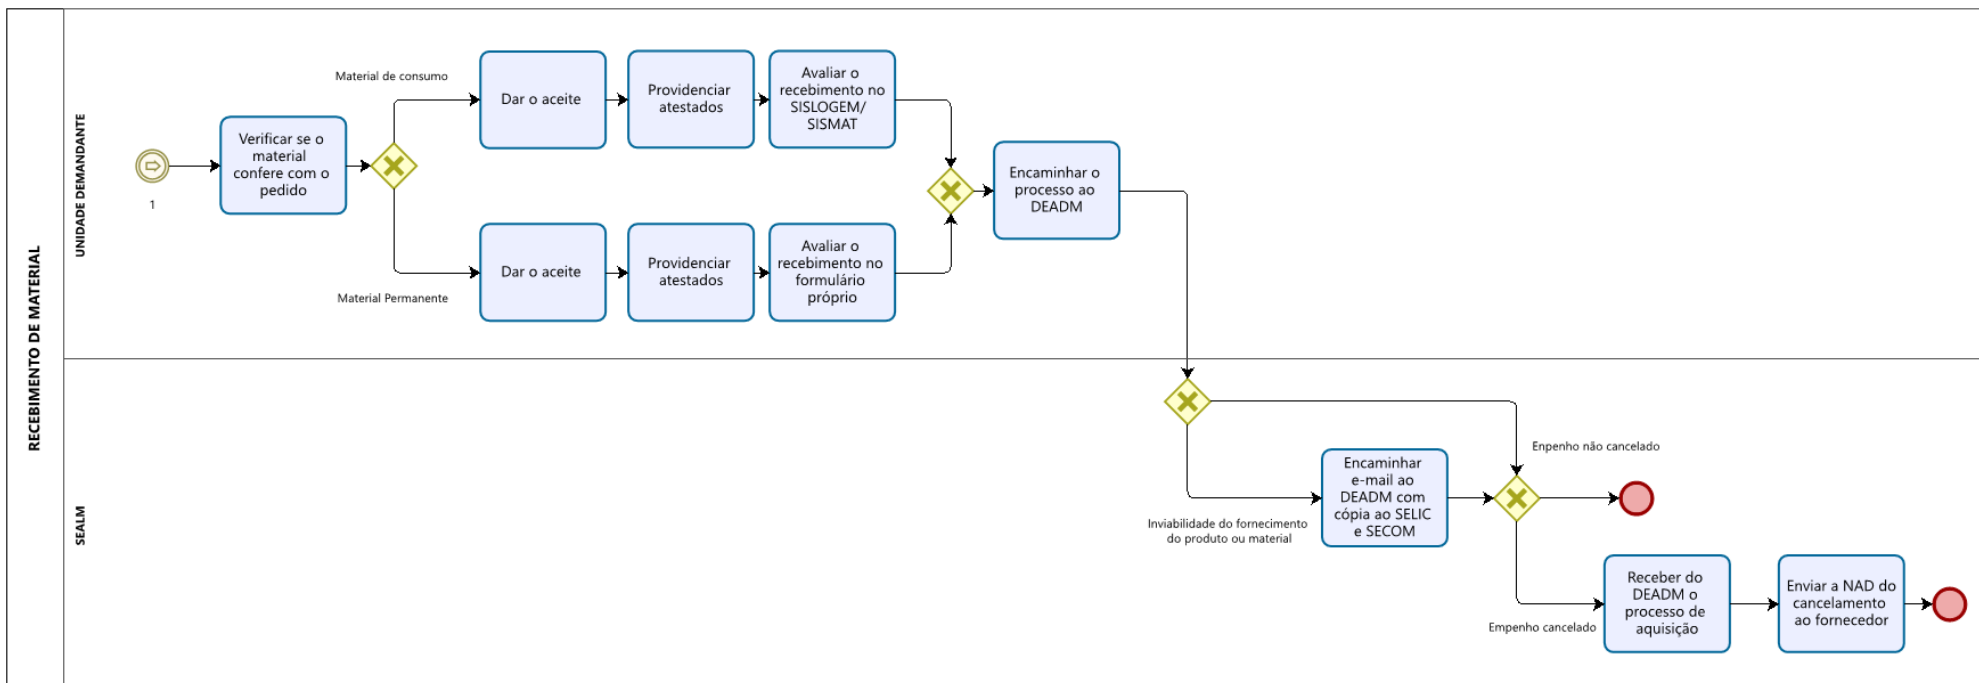 RECEBIMENTO DE MATERIAL
UNIDADE DEMANDANTE
1
Verificar se o
material
confere com o
pedido
Material de consumo
Dar o aceite
Providenciar
atestados
Avaliar o
recebimento no
SISLOGEM/
SISMAT
Material Permanente
Dar o aceite
Providenciar
atestados
Avaliar o
recebimento no
formulário
próprio
Encaminhar o
processo ao
DEADM
SEALM
Inviabilidade do fornecimento
do produto ou material
Encaminhar
e-mail ao
DEADM com
cópia ao SELIC
e SECOM
Enpenho não cancelado
Empenho cancelado
Receber do
DEADM o
processo de
aquisição
Enviar a NAD do
cancelamento
ao fornecedor